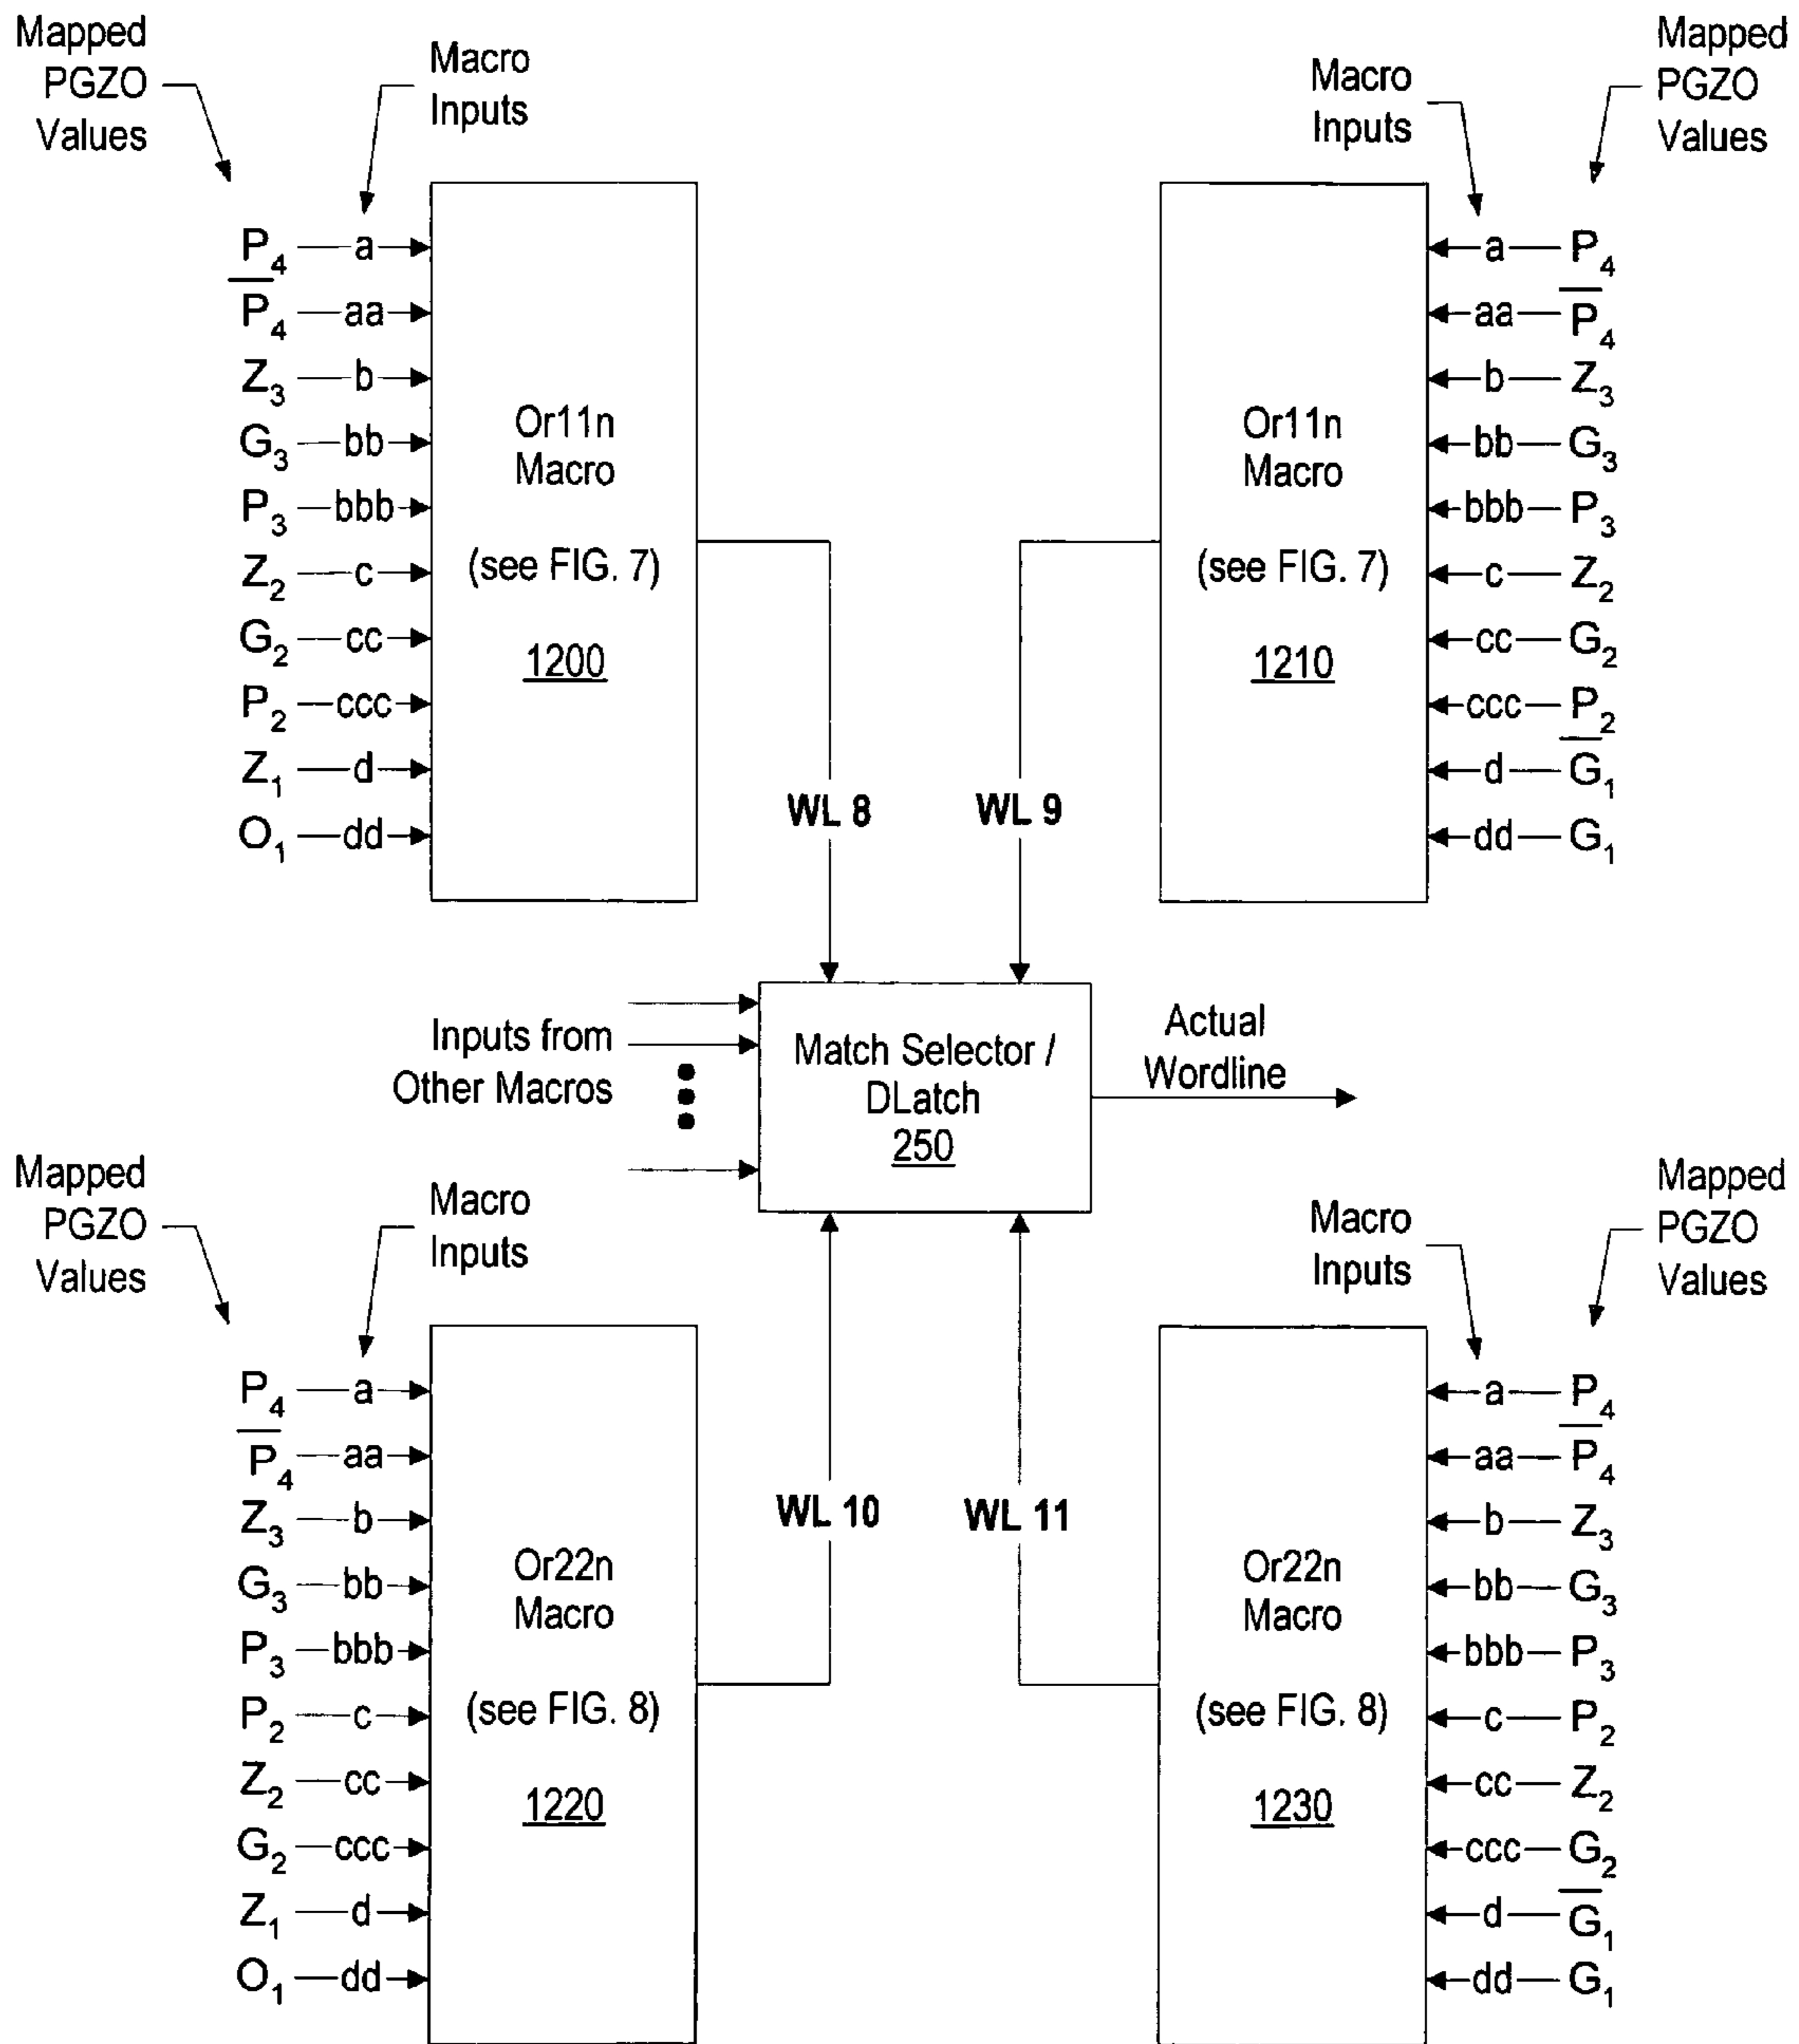 Mapped
PGZO
Values
Macro
Inputs
P₄ a
P̅₄ aa
Z₃ b
G₃ bb
P₃ bbb
Z₂ c
G₂ cc
P₂ ccc
Z₁ d
O₁ dd
Or11n
Macro
(see FIG. 7)
1200
WL 8
Macro
Inputs
Mapped
PGZO
Values
a P₄
aa P̅₄
b Z₃
bb G₃
bbb P₃
c Z₂
cc G₂
ccc P₂
d G̅₁
dd G₁
Or11n
Macro
(see FIG. 7)
1210
WL 9
Inputs from
Other Macros
Match Selector /
DLatch
250
Actual
Wordline
Mapped
PGZO
Values
Macro
Inputs
P₄ a
P̅₄ aa
Z₃ b
G₃ bb
P₃ bbb
P₂ c
Z₂ cc
G₂ ccc
Z₁ d
O₁ dd
Or22n
Macro
(see FIG. 8)
1220
WL 10
Macro
Inputs
Mapped
PGZO
Values
a P₄
aa P̅₄
b Z₃
bb G₃
bbb P₃
c P₂
cc Z₂
ccc G₂
d G̅₁
dd G₁
Or22n
Macro
(see FIG. 8)
1230
WL 11